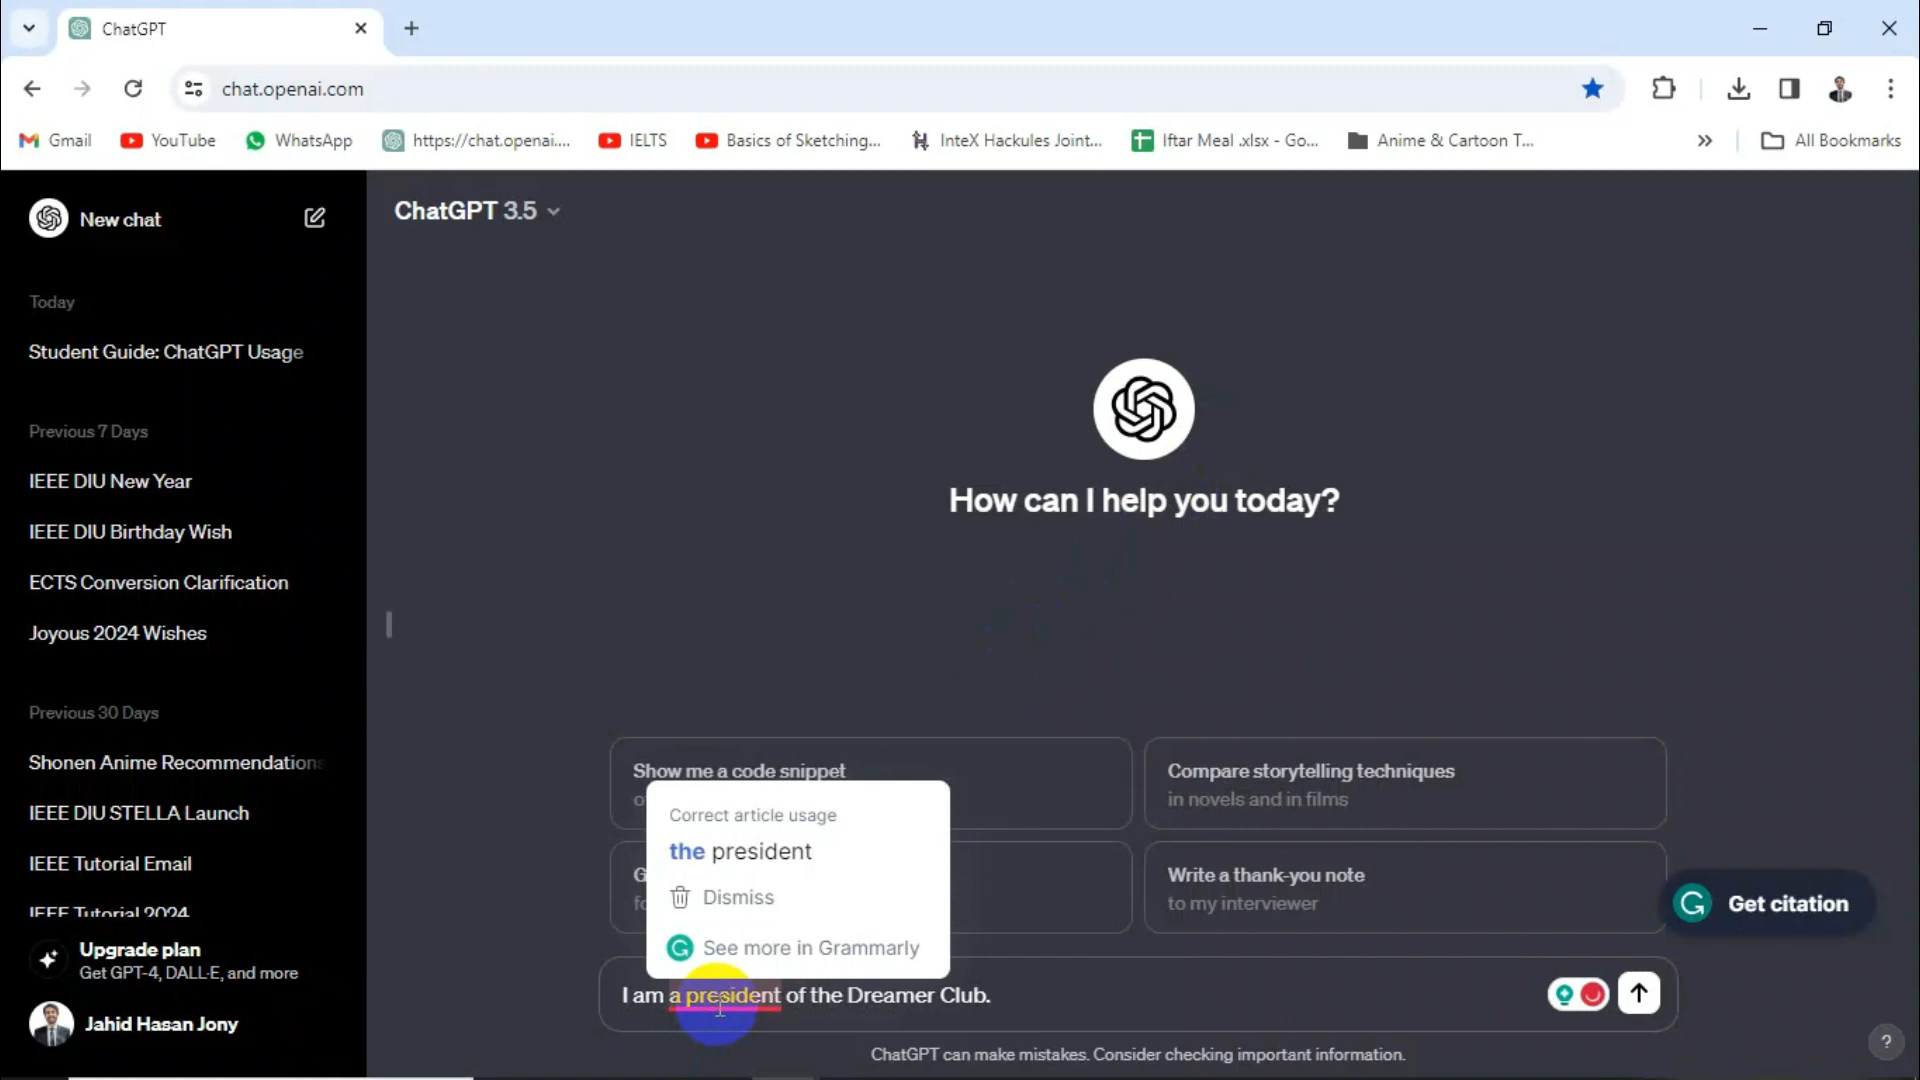 ChatGPT
chat.openai.com
Gmail
YouTube
WhatsApp
https://chat.openai....
IELTS
Basics of Sketching...
InteX Hackules Joint...
Iftar Meal .xlsx - Go...
Anime & Cartoon T...
All Bookmarks
New chat
Today
Student Guide: ChatGPT Usage
Previous 7 Days
IEEE DIU New Year
IEEE DIU Birthday Wish
ECTS Conversion Clarification
Joyous 2024 Wishes
Previous 30 Days
Shonen Anime Recommendations
IEEE DIU STELLA Launch
IEEE Tutorial Email
IEEE Tutorial 2024
Upgrade plan
Get GPT-4, DALL·E, and more
Jahid Hasan Jony
ChatGPT 3.5
How can I help you today?
Show me a code snippet
Compare storytelling techniques
in novels and in films
Write a thank-you note
to my interviewer
Correct article usage
the president
Dismiss
See more in Grammarly
Get citation
I am a president of the Dreamer Club.
ChatGPT can make mistakes. Consider checking important information.
?